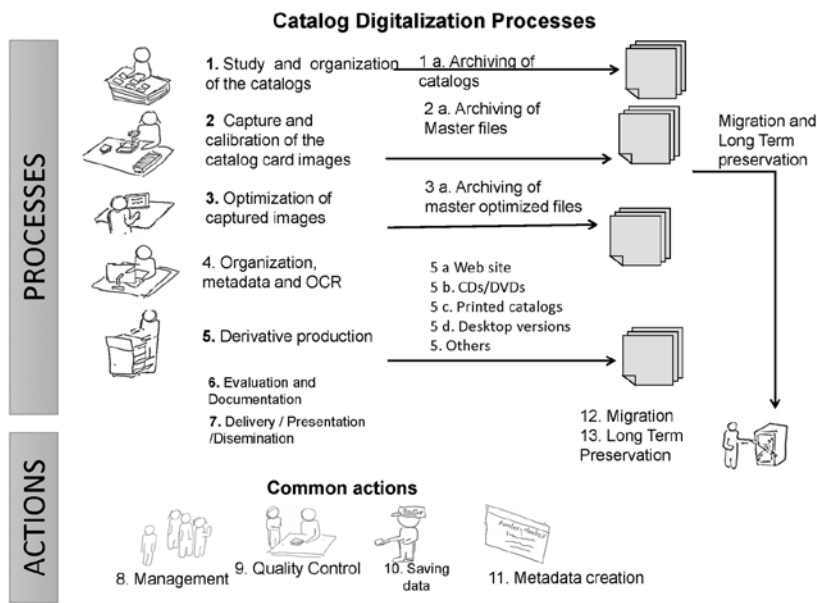 Catalog Digitalization Processes
PROCESSES
1. Study and organization
of the catalogs
1 a. Archiving of
catalogs
2 Capture and
calibration of the
catalog card images
2 a. Archiving of
Master files
Migration and
Long Term
preservation
3. Optimization of
captured images
3 a. Archiving of
master optimized files
4. Organization,
metadata and OCR
5 a Web site
5 b. CDs/DVDs
5 c. Printed catalogs
5 d. Desktop versions
5. Others
5. Derivative production
6. Evaluation and
Documentation
7. Delivery / Presentation
/Disemination
12. Migration
13. Long Term
Preservation
ACTIONS
Common actions
8. Management
9. Quality Control
10. Saving
data
11. Metadata creation